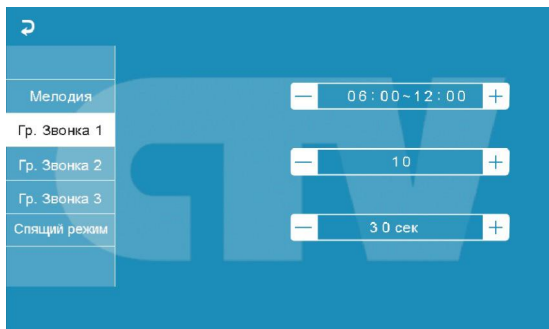 Мелодия
− 06:00~12:00 +
Гр. Звонка 1
Гр. Звонка 2
− 10 +
Гр. Звонка 3
Спящий режим
− 30 сек +
CTV